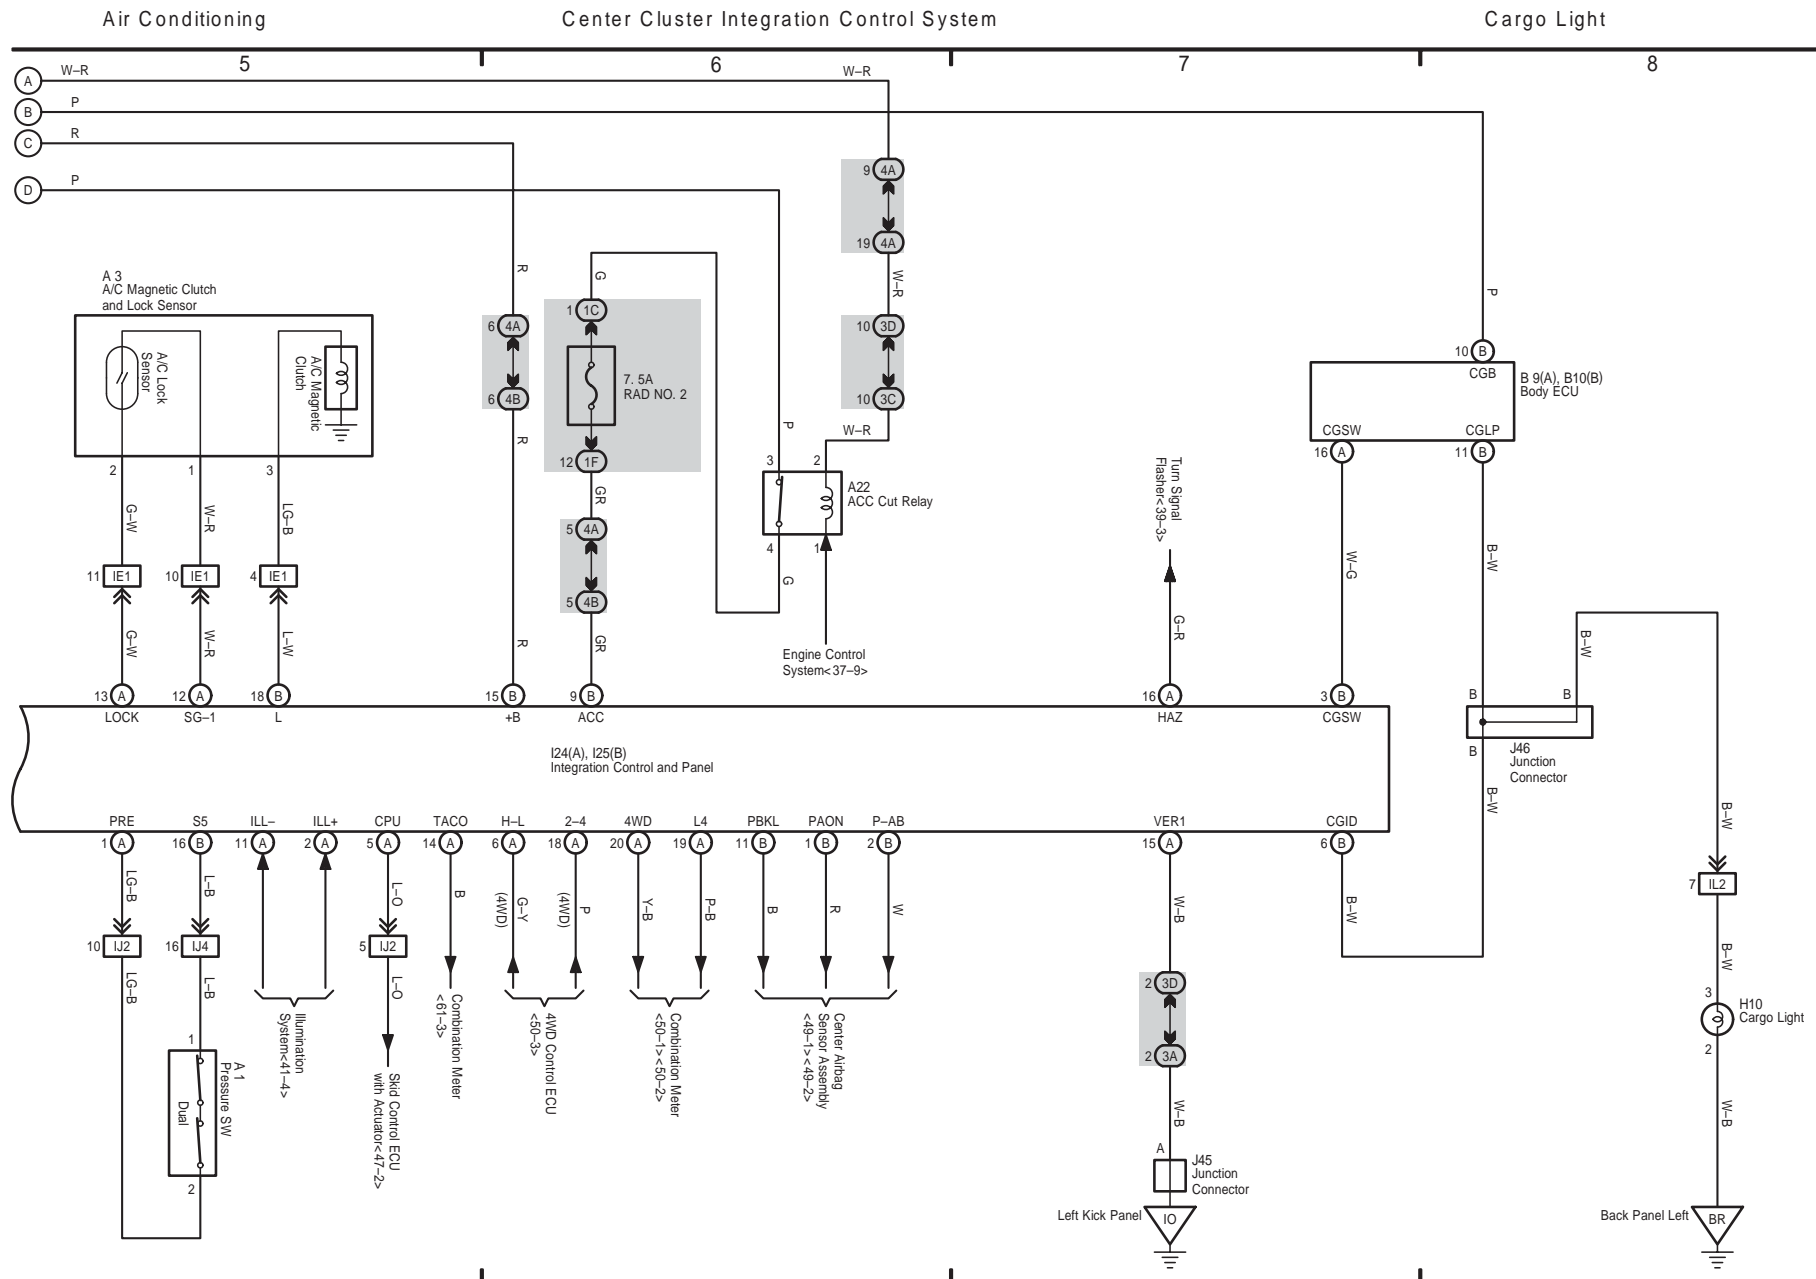 Air Conditioning
Center Cluster Integration Control System
Cargo Light
5
6
7
8
A
W–R
W–R
B
P
C
R
D
P
9
4A
19
4A
W–R
10
3D
10
3C
W–R
A 3
A/C Magnetic Clutch
and Lock Sensor
A/C Lock
Sensor
A/C Magnetic
Clutch
2
1
3
G–W
W–R
LG–B
11
IE1
10
IE1
4
IE1
G–W
W–R
L–W
R
6
4A
6
4B
R
R
G
1
1C
7. 5A
RAD NO. 2
12
1F
GR
5
4A
5
4B
GR
P
3
2
A22
ACC Cut Relay
4
1
G
Engine Control
System<37–9>
Turn Signal
Flasher<39–3>
G–R
P
10
B
CGB
B 9(A), B10(B)
Body ECU
CGSW
CGLP
16
A
11
B
W–G
B–W
B–W
13
A
12
A
18
B
15
B
9
B
16
A
3
B
LOCK
SG–1
L
+B
ACC
HAZ
CGSW
I24(A), I25(B)
Integration Control and Panel
B
B
B
J46
Junction
Connector
B–W
B–W
PRE
S5
ILL–
ILL+
CPU
TACO
H–L
2–4
4WD
L4
PBKL
PAON
P–AB
VER1
CGID
1
A
16
B
11
A
2
A
5
A
14
A
6
A
18
A
20
A
19
A
11
B
1
B
2
B
15
A
6
B
LG–B
L–B
L–O
B
G–Y
(4WD)
P
(4WD)
Y–B
P–B
B
R
W
W–B
B–W
10
IJ2
16
IJ4
5
IJ2
7
IL2
LG–B
L–B
L–O
B–W
Illumination
System<41–4>
Skid Control ECU
with Actuator<47–2>
Combination Meter
<61–3>
4WD Control ECU
<50–3>
Combination Meter
<50–1><50–2>
Center Airbag
Sensor Assembly
<49–1><49–2>
2
3D
2
3A
W–B
3
H10
Cargo Light
2
W–B
1
A 1
Pressure SW
Dual
2
A
J45
Junction
Connector
Left Kick Panel
IO
Back Panel Left
BR